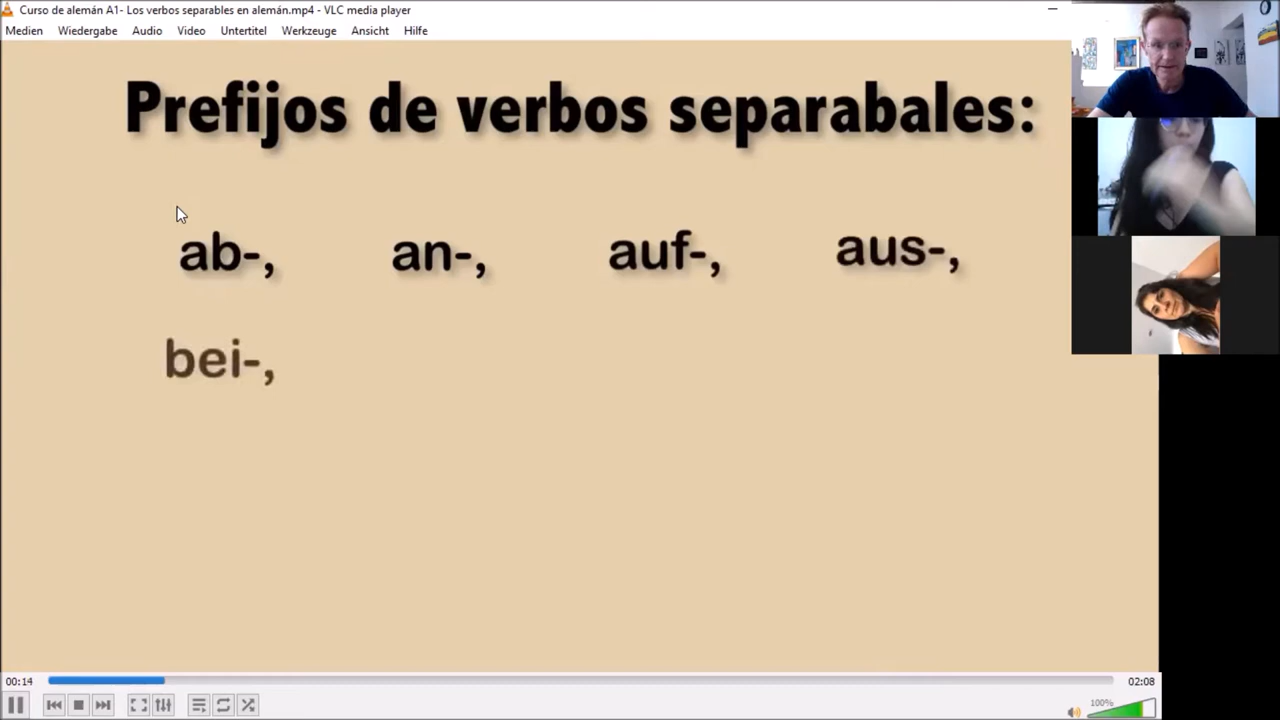 Curso de alemán A1- Los verbos separables en alemán.mp4 - VLC media player
Medien Wiedergabe Audio Video Untertitel Werkzeuge Ansicht Hilfe
Prefijos de verbos separabales:
ab-, an-, auf-, aus-,
bei-,
00:14 02:08
100%